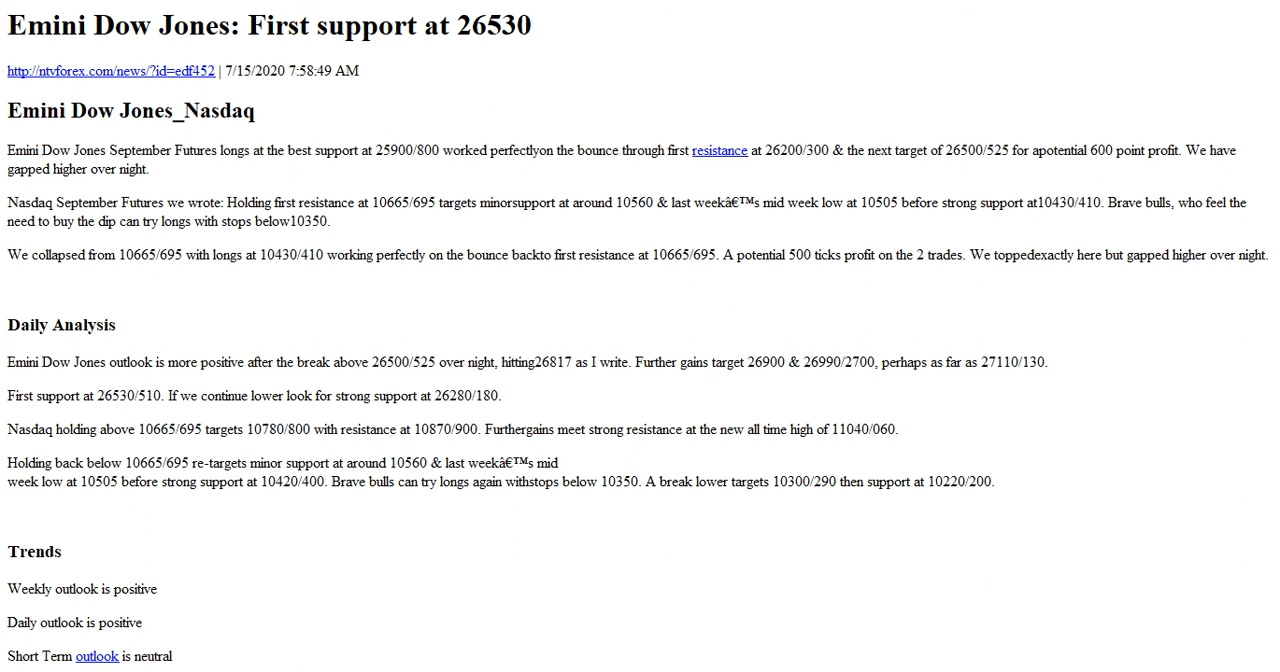 Emini Dow Jones: First support at 26530
http://ntvforex.com/news/?id=edf452 | 7/15/2020 7:58:49 AM
Emini Dow Jones_Nasdaq
Emini Dow Jones September Futures longs at the best support at 25900/800 worked perfectlyon the bounce through first resistance at 26200/300 & the next target of 26500/525 for apotential 600 point profit. We have
gapped higher over night.
Nasdaq September Futures we wrote: Holding first resistance at 10665/695 targets minorsupport at around 10560 & last weekâ€™s mid week low at 10505 before strong support at10430/410. Brave bulls, who feel the
need to buy the dip can try longs with stops below10350.
We collapsed from 10665/695 with longs at 10430/410 working perfectly on the bounce backto first resistance at 10665/695. A potential 500 ticks profit on the 2 trades. We toppedexactly here but gapped higher over night.
Daily Analysis
Emini Dow Jones outlook is more positive after the break above 26500/525 over night, hitting26817 as I write. Further gains target 26900 & 26990/2700, perhaps as far as 27110/130.
First support at 26530/510. If we continue lower look for strong support at 26280/180.
Nasdaq holding above 10665/695 targets 10780/800 with resistance at 10870/900. Furthergains meet strong resistance at the new all time high of 11040/060.
Holding back below 10665/695 re-targets minor support at around 10560 & last weekâ€™s mid
week low at 10505 before strong support at 10420/400. Brave bulls can try longs again withstops below 10350. A break lower targets 10300/290 then support at 10220/200.
Trends
Weekly outlook is positive
Daily outlook is positive
Short Term outlook is neutral